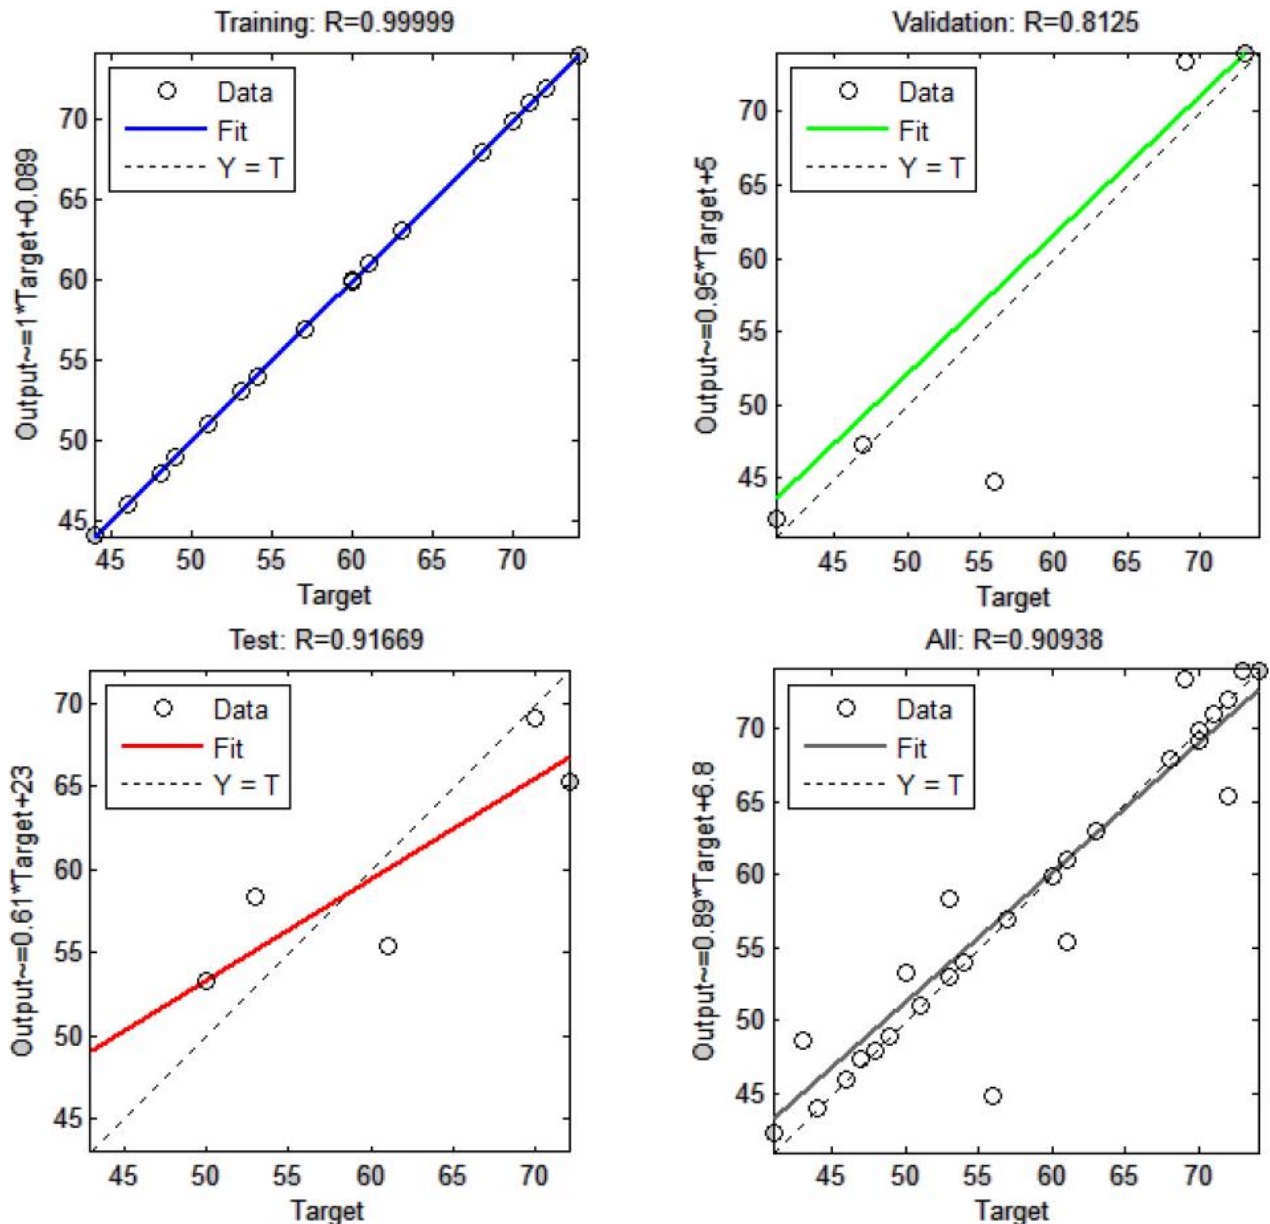 Training: R=0.99999
Data
Fit
Y = T
Output~=1*Target+0.089
70
65
60
55
50
45
45 50 55 60 65 70
Target
Validation: R=0.8125
Data
Fit
Y = T
Output~=0.95*Target+5
70
65
60
55
50
45
45 50 55 60 65 70
Target
Test: R=0.91669
Data
Fit
Y = T
Output~=0.61*Target+23
70
65
60
55
50
45
45 50 55 60 65 70
Target
All: R=0.90938
Data
Fit
Y = T
Output~=0.89*Target+6.8
70
65
60
55
50
45
45 50 55 60 65 70
Target